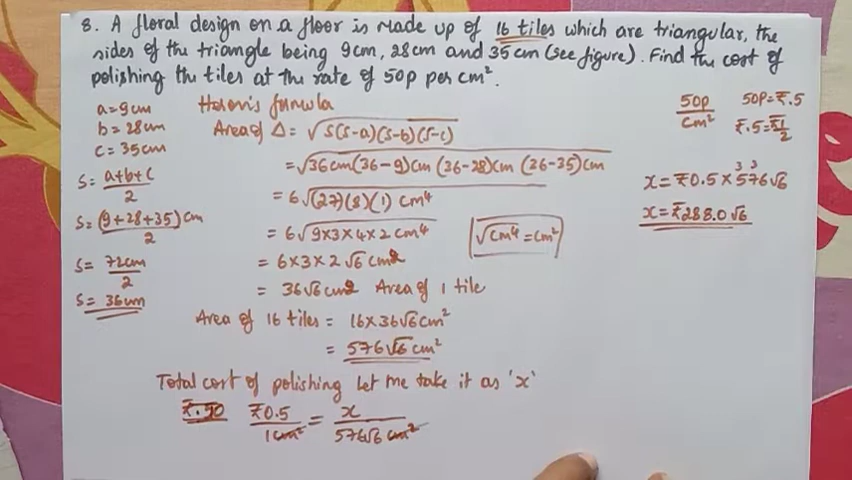 8. A floral design on a floor is made up of 16 tiles which are triangular, the
sides of the triangle being 9cm, 28cm and 35cm (see figure). Find the cost of
polishing the tiles at the rate of 50p per cm².
a=9cm
b=28cm
c=35cm
S=a+b+c/2
S=(9+28+35)cm/2
S=72cm/2
S=36cm
Heron's formula
Area of Δ=√S(S-a)(S-b)(S-c)
=√36cm(36-9)cm (36-28)cm (36-35)cm
=6√(27)(8)(1) cm⁴
=6√9×3×4×2 cm⁴
=6×3×2√6 cm²
=36√6 cm² Area of 1 tile
√cm⁴=cm²
Area of 16 tiles= 16×36√6cm²
=576√6 cm²
Total cost of polishing let me take it as 'x'
₹.50 ₹0.5/1cm²=x/576√6 cm²
50p/cm² 50p=₹.5
₹.5=₹1/2
3 3
x=₹0.5×576√6
x=₹288.0√6